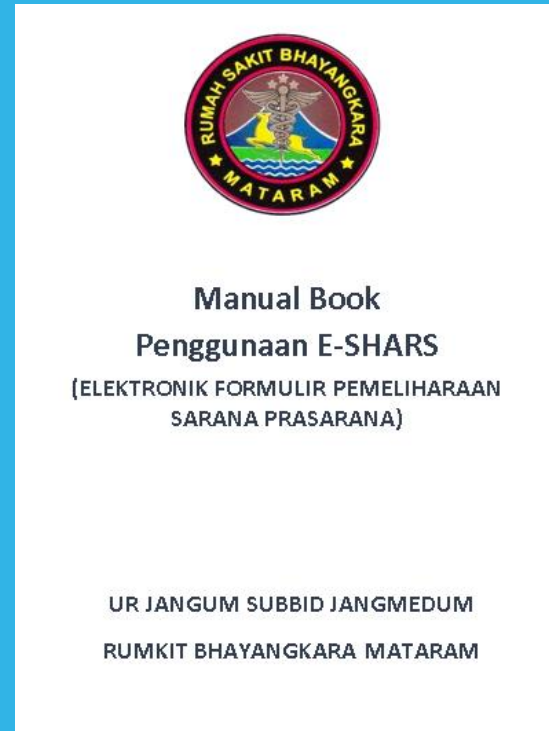 RUMAH SAKIT BHAYANGKARA
MATARAM
Manual Book
Penggunaan E-SHARS
(ELEKTRONIK FORMULIR PEMELIHARAAN
SARANA PRASARANA)
UR JANGUM SUBBID JANGMEDUM
RUMKIT BHAYANGKARA MATARAM